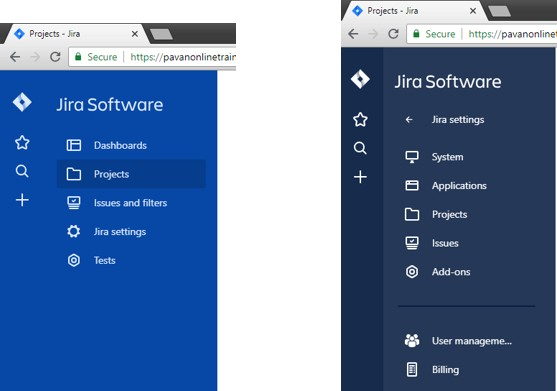 Projects - Jira
Secure
https://pavanonlinetrain
Jira Software
Dashboards
Projects
Issues and filters
Jira settings
Tests
Projects - Jira
Secure
https://pavanonlinet
Jira Software
Jira settings
System
Applications
Projects
Issues
Add-ons
User manageme...
Billing